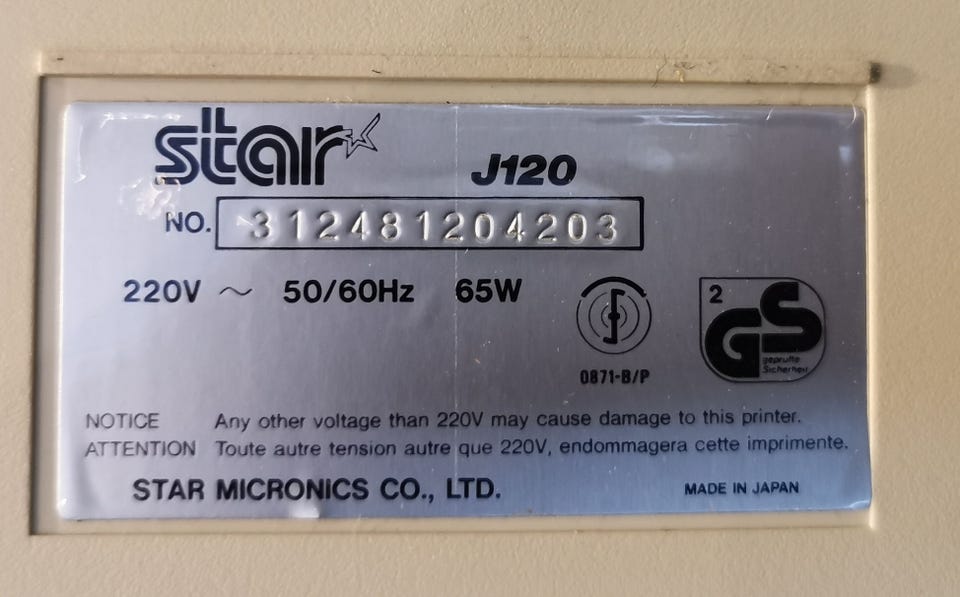 star J120
NO. 312481204203
220V ~ 50/60Hz 65W
2
GS
geprüfte
Sicherheit
0871-B/P
NOTICE Any other voltage than 220V may cause damage to this printer.
ATTENTION Toute autre tension autre que 220V, endommagera cette imprimente.
STAR MICRONICS CO., LTD. MADE IN JAPAN